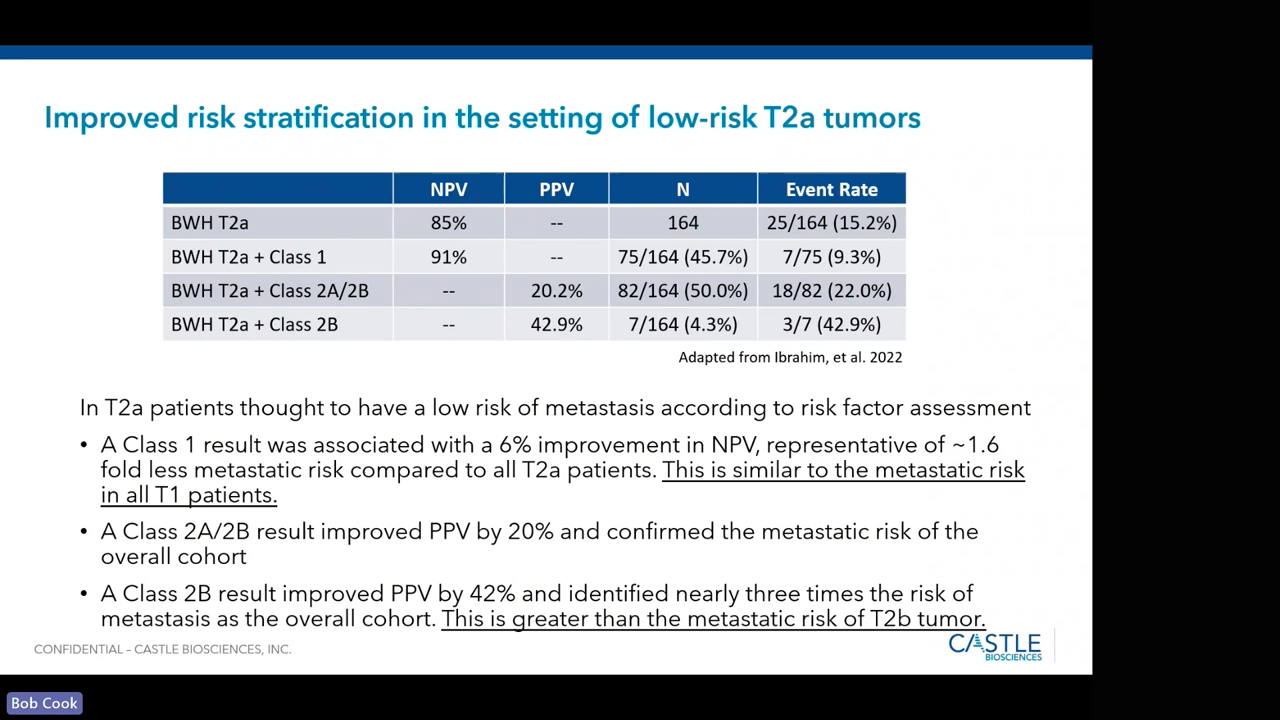 Improved risk stratification in the setting of low-risk T2a tumors
NPV PPV N Event Rate
BWH T2a 85% -- 164 25/164 (15.2%)
BWH T2a + Class 1 91% -- 75/164 (45.7%) 7/75 (9.3%)
BWH T2a + Class 2A/2B -- 20.2% 82/164 (50.0%) 18/82 (22.0%)
BWH T2a + Class 2B -- 42.9% 7/164 (4.3%) 3/7 (42.9%)
Adapted from Ibrahim, et al. 2022
In T2a patients thought to have a low risk of metastasis according to risk factor assessment
• A Class 1 result was associated with a 6% improvement in NPV, representative of ~1.6
fold less metastatic risk compared to all T2a patients. This is similar to the metastatic risk
in all T1 patients.
• A Class 2A/2B result improved PPV by 20% and confirmed the metastatic risk of the
overall cohort
• A Class 2B result improved PPV by 42% and identified nearly three times the risk of
metastasis as the overall cohort. This is greater than the metastatic risk of T2b tumor.
CONFIDENTIAL – CASTLE BIOSCIENCES, INC.
CASTLE
BIOSCIENCES
Bob Cook